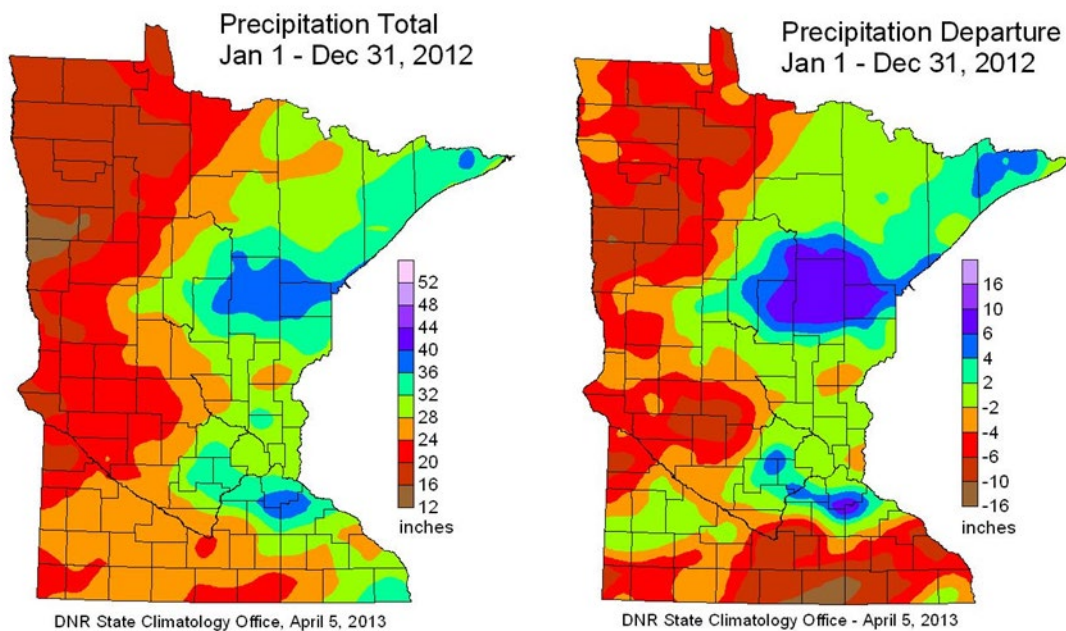 Precipitation Total
Jan 1 - Dec 31, 2012
52
48
44
40
36
32
28
24
20
16
12
inches
DNR State Climatology Office, April 5, 2013
Precipitation Departure
Jan 1 - Dec 31, 2012
16
10
6
4
2
-2
-4
-6
-10
-16
inches
DNR State Climatology Office - April 5, 2013